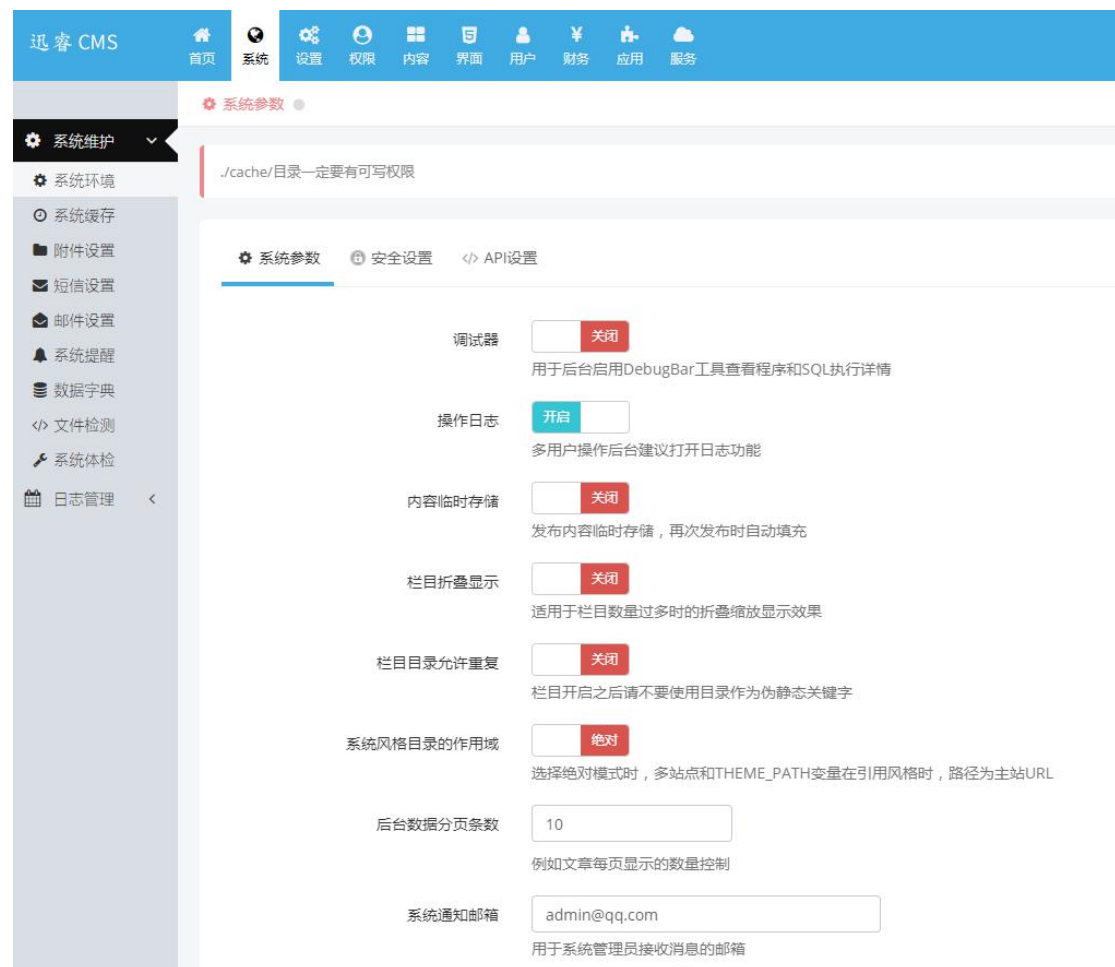 迅睿 CMS
首页 系统 设置 权限 内容 界面 用户 财务 应用 服务
系统参数
系统维护
系统环境
系统缓存
附件设置
短信设置
邮件设置
系统提醒
数据字典
文件检测
系统体检
日志管理
./cache/目录一定要有可写权限
系统参数 安全设置 API设置
调试器 关闭
用于后台启用DebugBar工具查看程序和SQL执行详情
操作日志 开启
多用户操作后台建议打开日志功能
内容临时存储 关闭
发布内容临时存储，再次发布时自动填充
栏目折叠显示 关闭
适用于栏目数量过多时的折叠缩放显示效果
栏目目录允许重复 关闭
栏目开启之后请不要使用目录作为伪静态关键字
系统风格目录的作用域 绝对
选择绝对模式时，多站点和THEME_PATH变量在引用风格时，路径为主站URL
后台数据分页条数 10
例如文章每页显示的数量控制
系统通知邮箱 admin@qq.com
用于系统管理员接收消息的邮箱